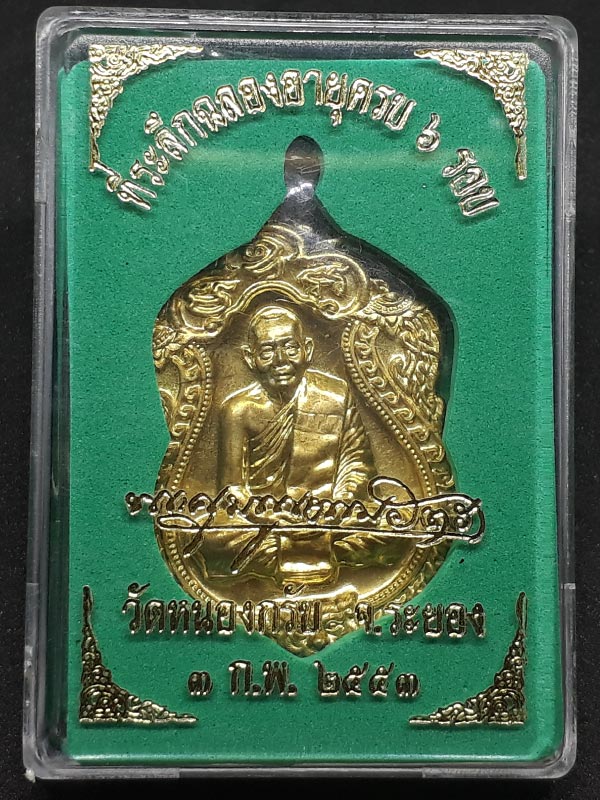 ที่ระลึกฉลองอายุครบ ๖ รอบ
วัดหนองกรับ จ.ระยอง
๓ ก.พ. ๒๕๕๓